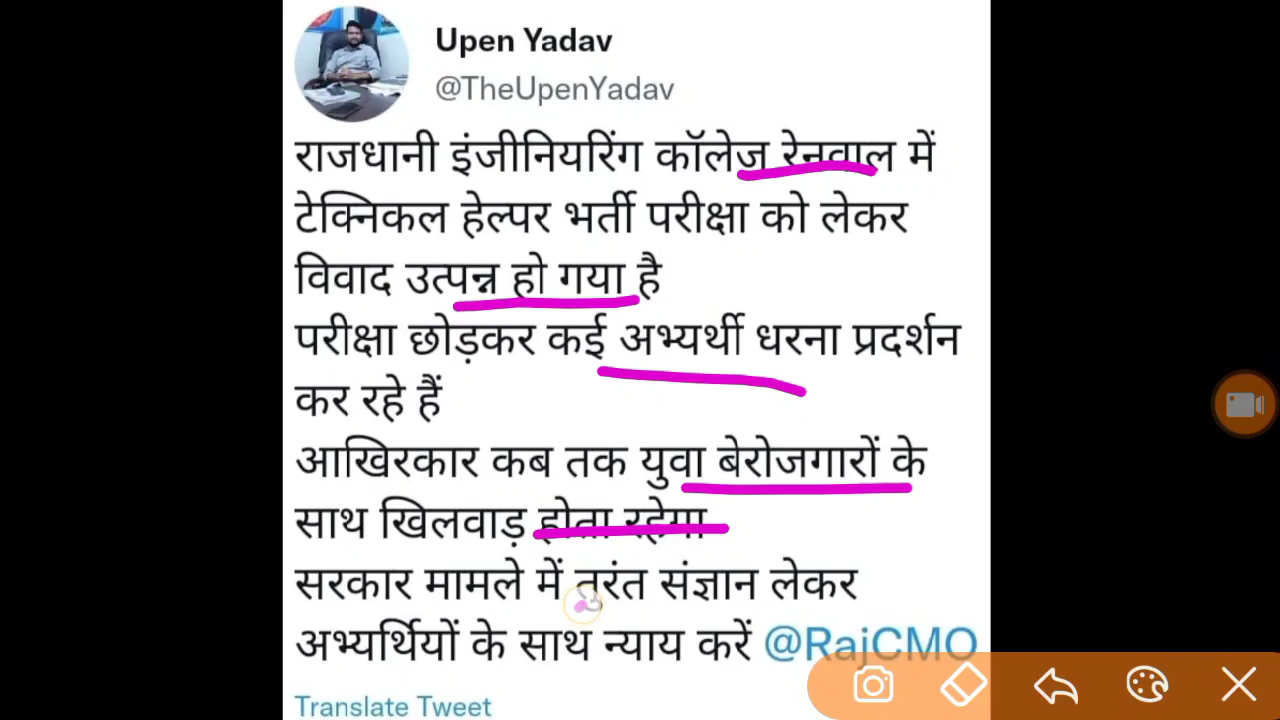 Upen Yadav
@TheUpenYadav
राजधानी इंजीनियरिंग कॉलेज रेनवाल में
टेक्निकल हेल्पर भर्ती परीक्षा को लेकर
विवाद उत्पन्न हो गया है
परीक्षा छोड़कर कई अभ्यर्थी धरना प्रदर्शन
कर रहे हैं
आखिरकार कब तक युवा बेरोजगारों के
साथ खिलवाड़ होता रहेगा
सरकार मामले में तुरंत संज्ञान लेकर
अभ्यर्थियों के साथ न्याय करें @RajCMO
Translate Tweet